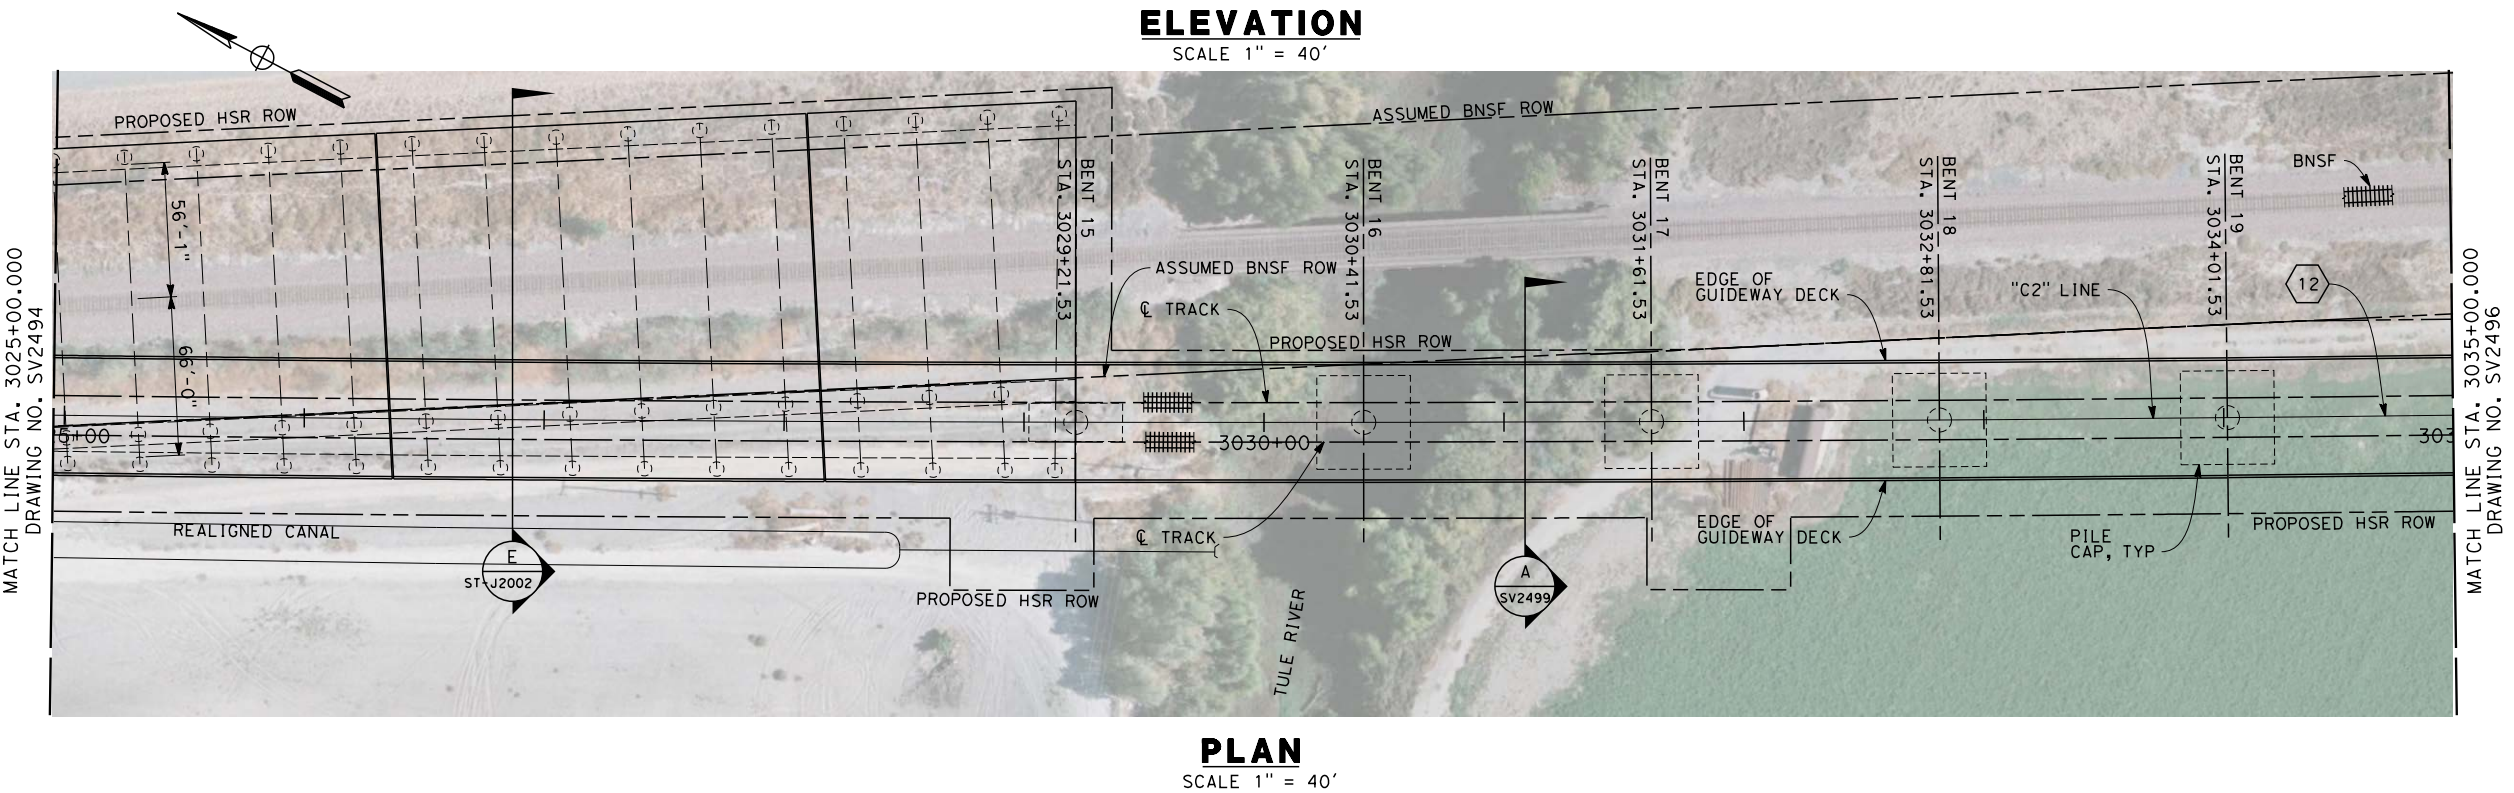 ELEVATION
SCALE 1" = 40'
PROPOSED HSR ROW
ASSUMED BNSF ROW
BENT 15
STA. 3029+21.53
BENT 16
STA. 3030+41.53
BENT 17
STA. 3031+61.53
BENT 18
STA. 3032+81.53
BENT 19
STA. 3034+01.53
BNSF
56'-1"
66'-0"
ASSUMED BNSF ROW
℄ TRACK
PROPOSED HSR ROW
EDGE OF
GUIDEWAY DECK
"C2" LINE
12
MATCH LINE STA. 3025+00.000
DRAWING NO. SV2494
MATCH LINE STA. 3035+00.000
DRAWING NO. SV2496
5+00
3030+00
303
REALIGNED CANAL
E
ST-J2002
℄ TRACK
PROPOSED HSR ROW
TULE RIVER
A
SV2499
EDGE OF
GUIDEWAY DECK
PILE
CAP, TYP
PROPOSED HSR ROW
PLAN
SCALE 1" = 40'